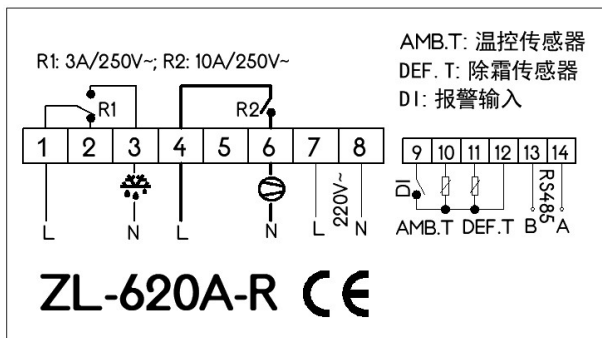 R1: 3A/250V~; R2: 10A/250V~
AMB.T: 温控传感器
DEF. T: 除霜传感器
DI: 报警输入
R1
R2
1 2 3 4 5 6 7 8
9 10 11 12 13 14
DI
220V~
RS485
L N L N L N
AMB.T DEF.T B A
ZL-620A-R CE